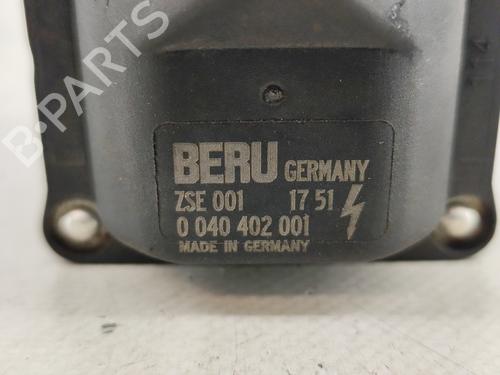 B-PARTS
BERU GERMANY
ZSE 001 17 51
0 040 402 001
MADE IN GERMANY